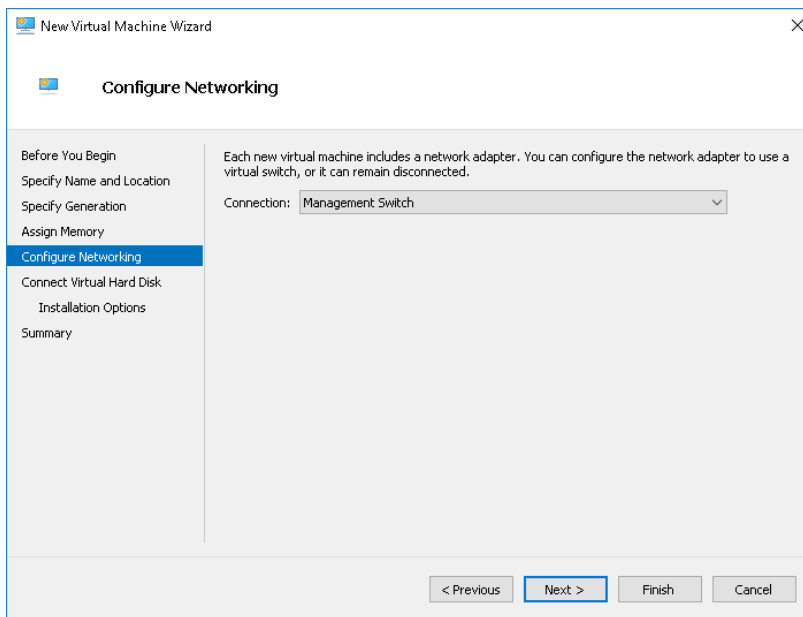 New Virtual Machine Wizard
Configure Networking
Before You Begin
Specify Name and Location
Specify Generation
Assign Memory
Configure Networking
Connect Virtual Hard Disk
Installation Options
Summary
Each new virtual machine includes a network adapter. You can configure the network adapter to use a
virtual switch, or it can remain disconnected.
Connection: Management Switch
< Previous Next > Finish Cancel